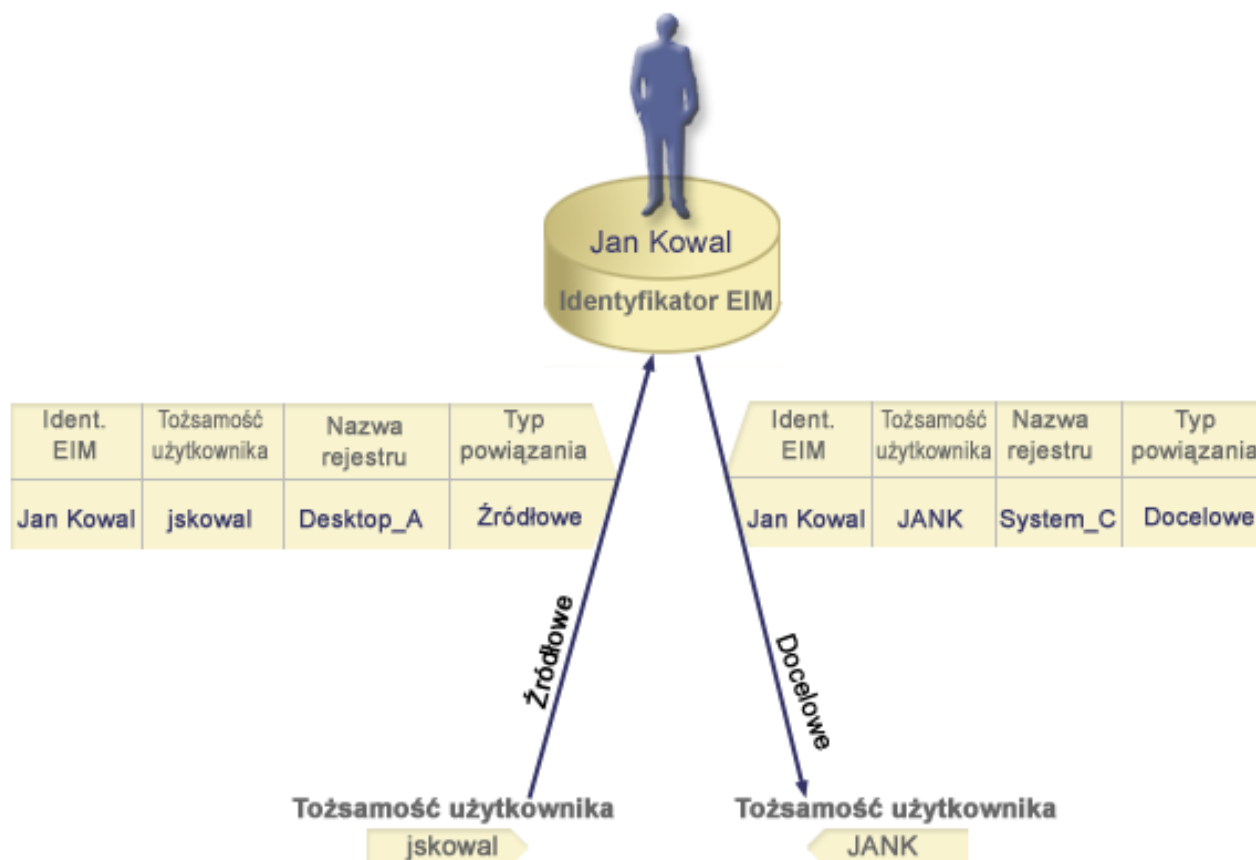 Jan Kowal
Identyfikator EIM
Ident. EIM
Tożsamość użytkownika
Nazwa rejestru
Typ powiązania
Jan Kowal
jskowal
Desktop_A
Źródłowe
Ident. EIM
Tożsamość użytkownika
Nazwa rejestru
Typ powiązania
Jan Kowal
JANK
System_C
Docelowe
Źródłowe
Docelowe
Tożsamość użytkownika
jskowal
Tożsamość użytkownika
JANK